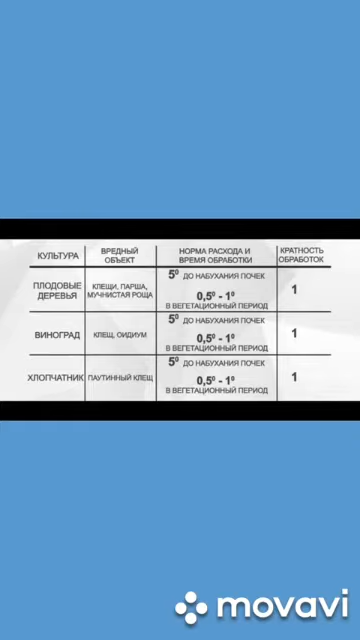 КУЛЬТУРА
ВРЕДНЫЙ
ОБЪЕКТ
НОРМА РАСХОДА И
ВРЕМЯ ОБРАБОТКИ
КРАТНОСТЬ
ОБРАБОТОК
ПЛОДОВЫЕ
ДЕРЕВЬЯ
КЛЕЩИ, ПАРША,
МУЧНИСТАЯ РОЩА
5⁰ ДО НАБУХАНИЯ ПОЧЕК
0,5⁰ - 1⁰
В ВЕГЕТАЦИОННЫЙ ПЕРИОД
1
ВИНОГРАД
КЛЕЩ, ОИДИУМ
5⁰ ДО НАБУХАНИЯ ПОЧЕК
0,5⁰ - 1⁰
В ВЕГЕТАЦИОННЫЙ ПЕРИОД
1
ХЛОПЧАТНИК
ПАУТИННЫЙ КЛЕЩ
5⁰ ДО НАБУХАНИЯ ПОЧЕК
0,5⁰ - 1⁰
В ВЕГЕТАЦИОННЫЙ ПЕРИОД
1
movavi